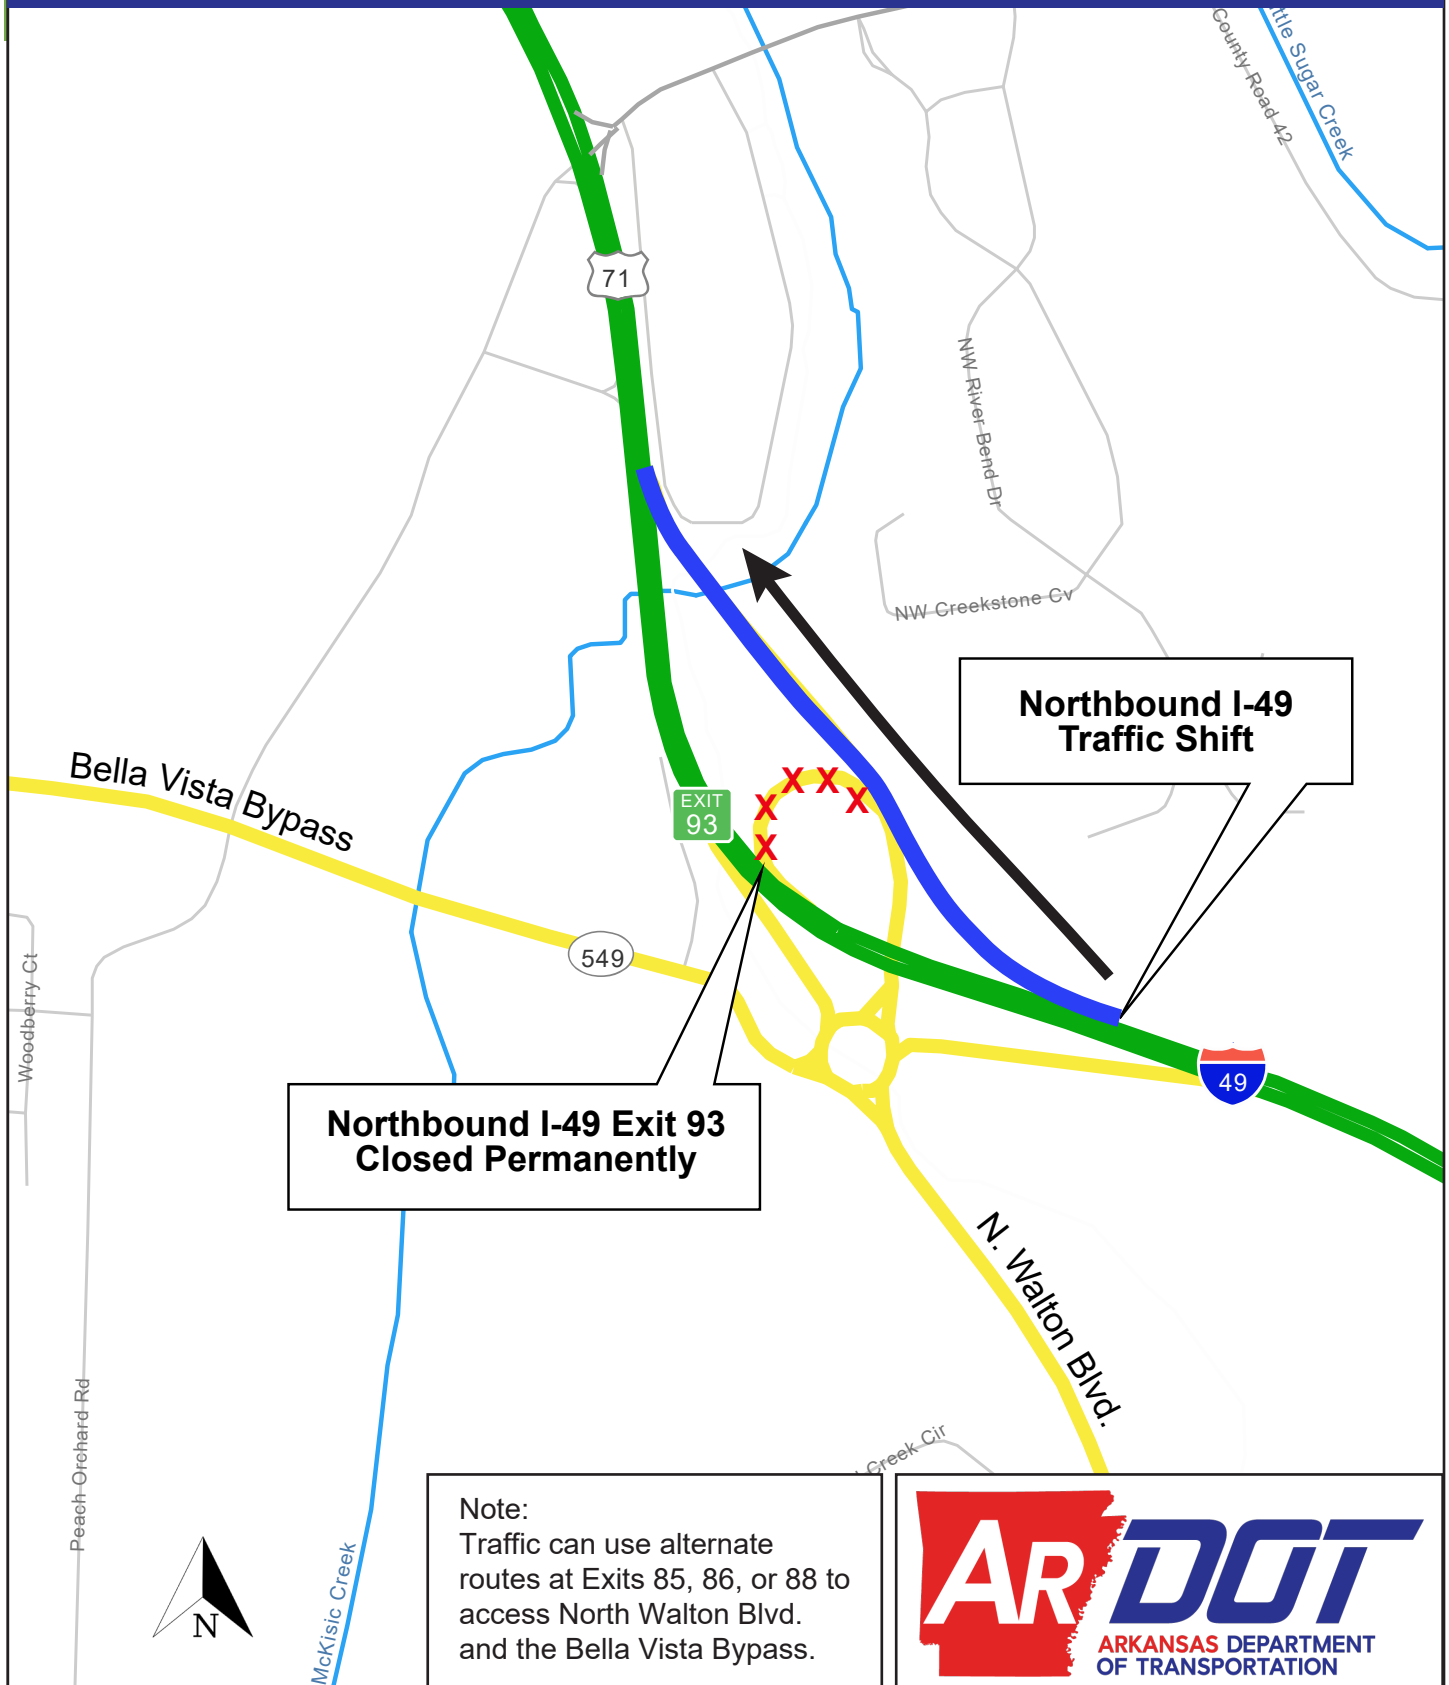 County Road 42
ttle Sugar Creek
71
NW River Bend Dr
NW Creekstone Cv
Northbound I-49
Traffic Shift
Bella Vista Bypass
EXIT
93
549
Woodberry Ct
49
Northbound I-49 Exit 93
Closed Permanently
N. Walton Blvd.
Peach Orchard Rd
Creek Cir
McKisic Creek
N
Note:
Traffic can use alternate
routes at Exits 85, 86, or 88 to
access North Walton Blvd.
and the Bella Vista Bypass.
ARDOT
ARKANSAS DEPARTMENT
OF TRANSPORTATION
X
X
X
X
X